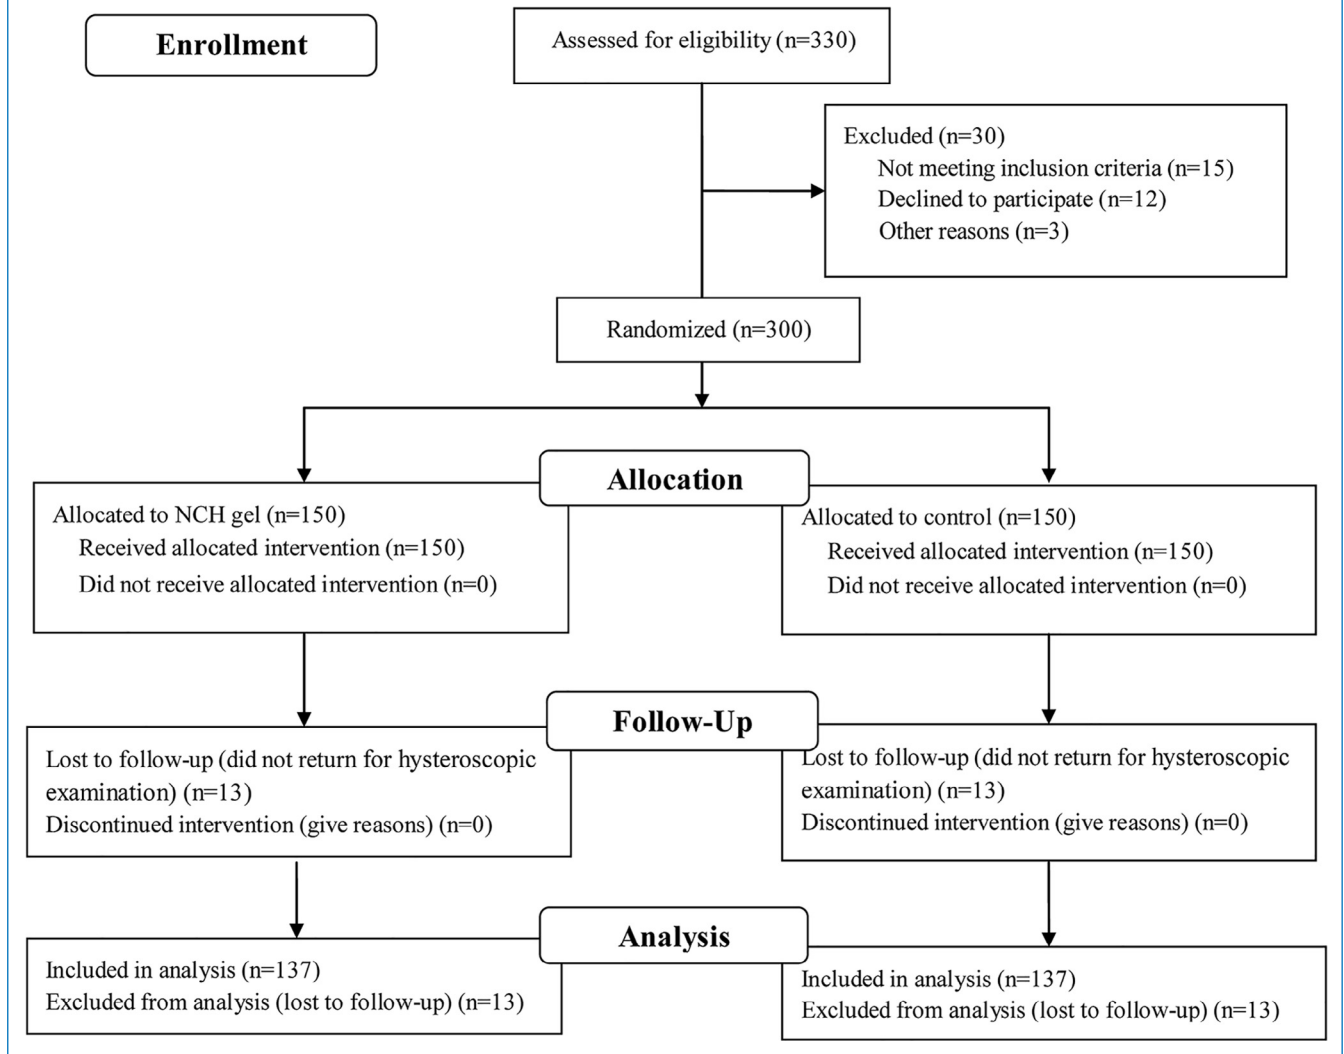 Enrollment
Assessed for eligibility (n=330)
Excluded (n=30)
Not meeting inclusion criteria (n=15)
Declined to participate (n=12)
Other reasons (n=3)
Randomized (n=300)
Allocation
Allocated to NCH gel (n=150)
Received allocated intervention (n=150)
Did not receive allocated intervention (n=0)
Allocated to control (n=150)
Received allocated intervention (n=150)
Did not receive allocated intervention (n=0)
Follow-Up
Lost to follow-up (did not return for hysteroscopic
examination) (n=13)
Discontinued intervention (give reasons) (n=0)
Lost to follow-up (did not return for hysteroscopic
examination) (n=13)
Discontinued intervention (give reasons) (n=0)
Analysis
Included in analysis (n=137)
Excluded from analysis (lost to follow-up) (n=13)
Included in analysis (n=137)
Excluded from analysis (lost to follow-up) (n=13)